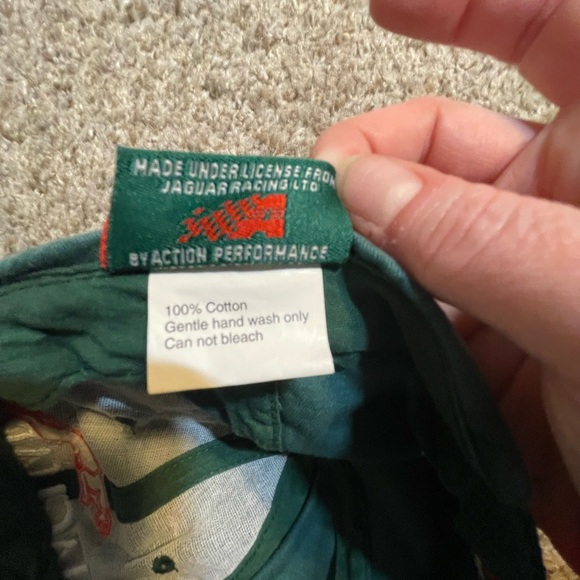 MADE UNDER LICENSE FROM
JAGUAR RACING LTD
BY ACTION PERFORMANCE
100% Cotton
Gentle hand wash only
Can not bleach